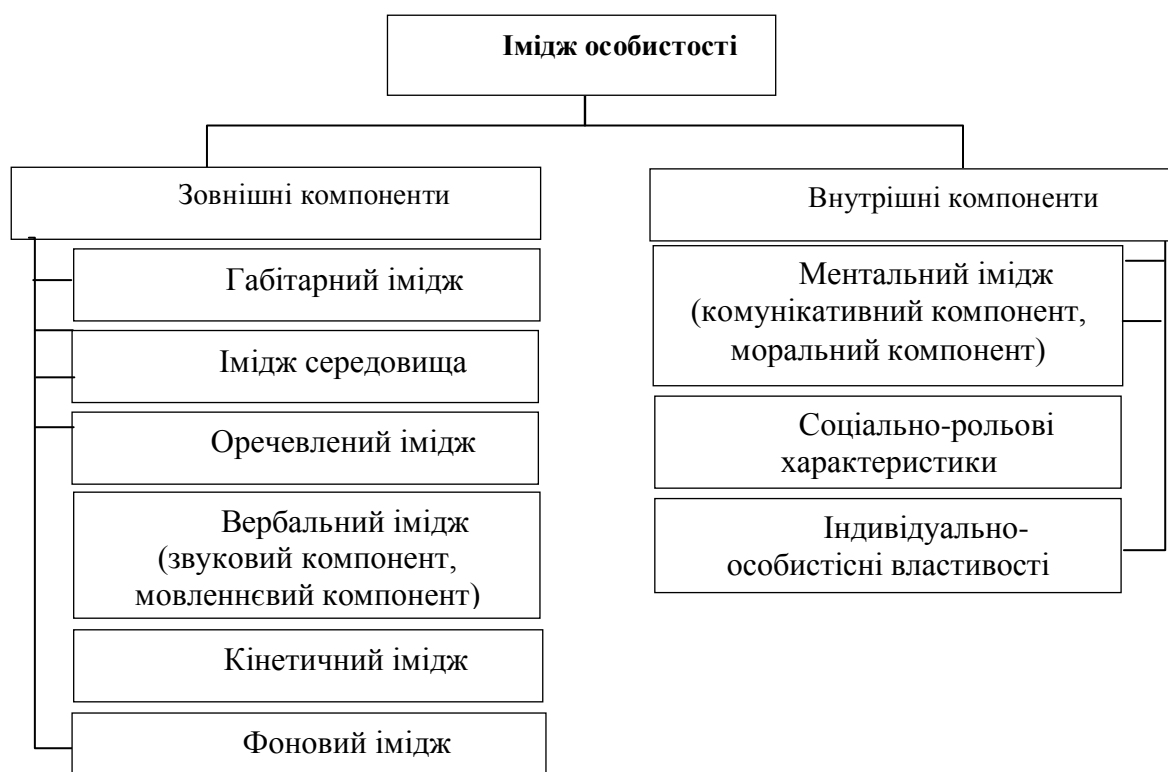 Імідж особистості
Зовнішні компоненти
Габітарний імідж
Імідж середовища
Оречевлений імідж
Вербальний імідж
(звуковий компонент,
мовленнєвий компонент)
Кінетичний імідж
Фоновий імідж
Внутрішні компоненти
Ментальний імідж
(комунікативний компонент,
моральний компонент)
Соціально-рольові
характеристики
Індивідуально-
особистісні властивості